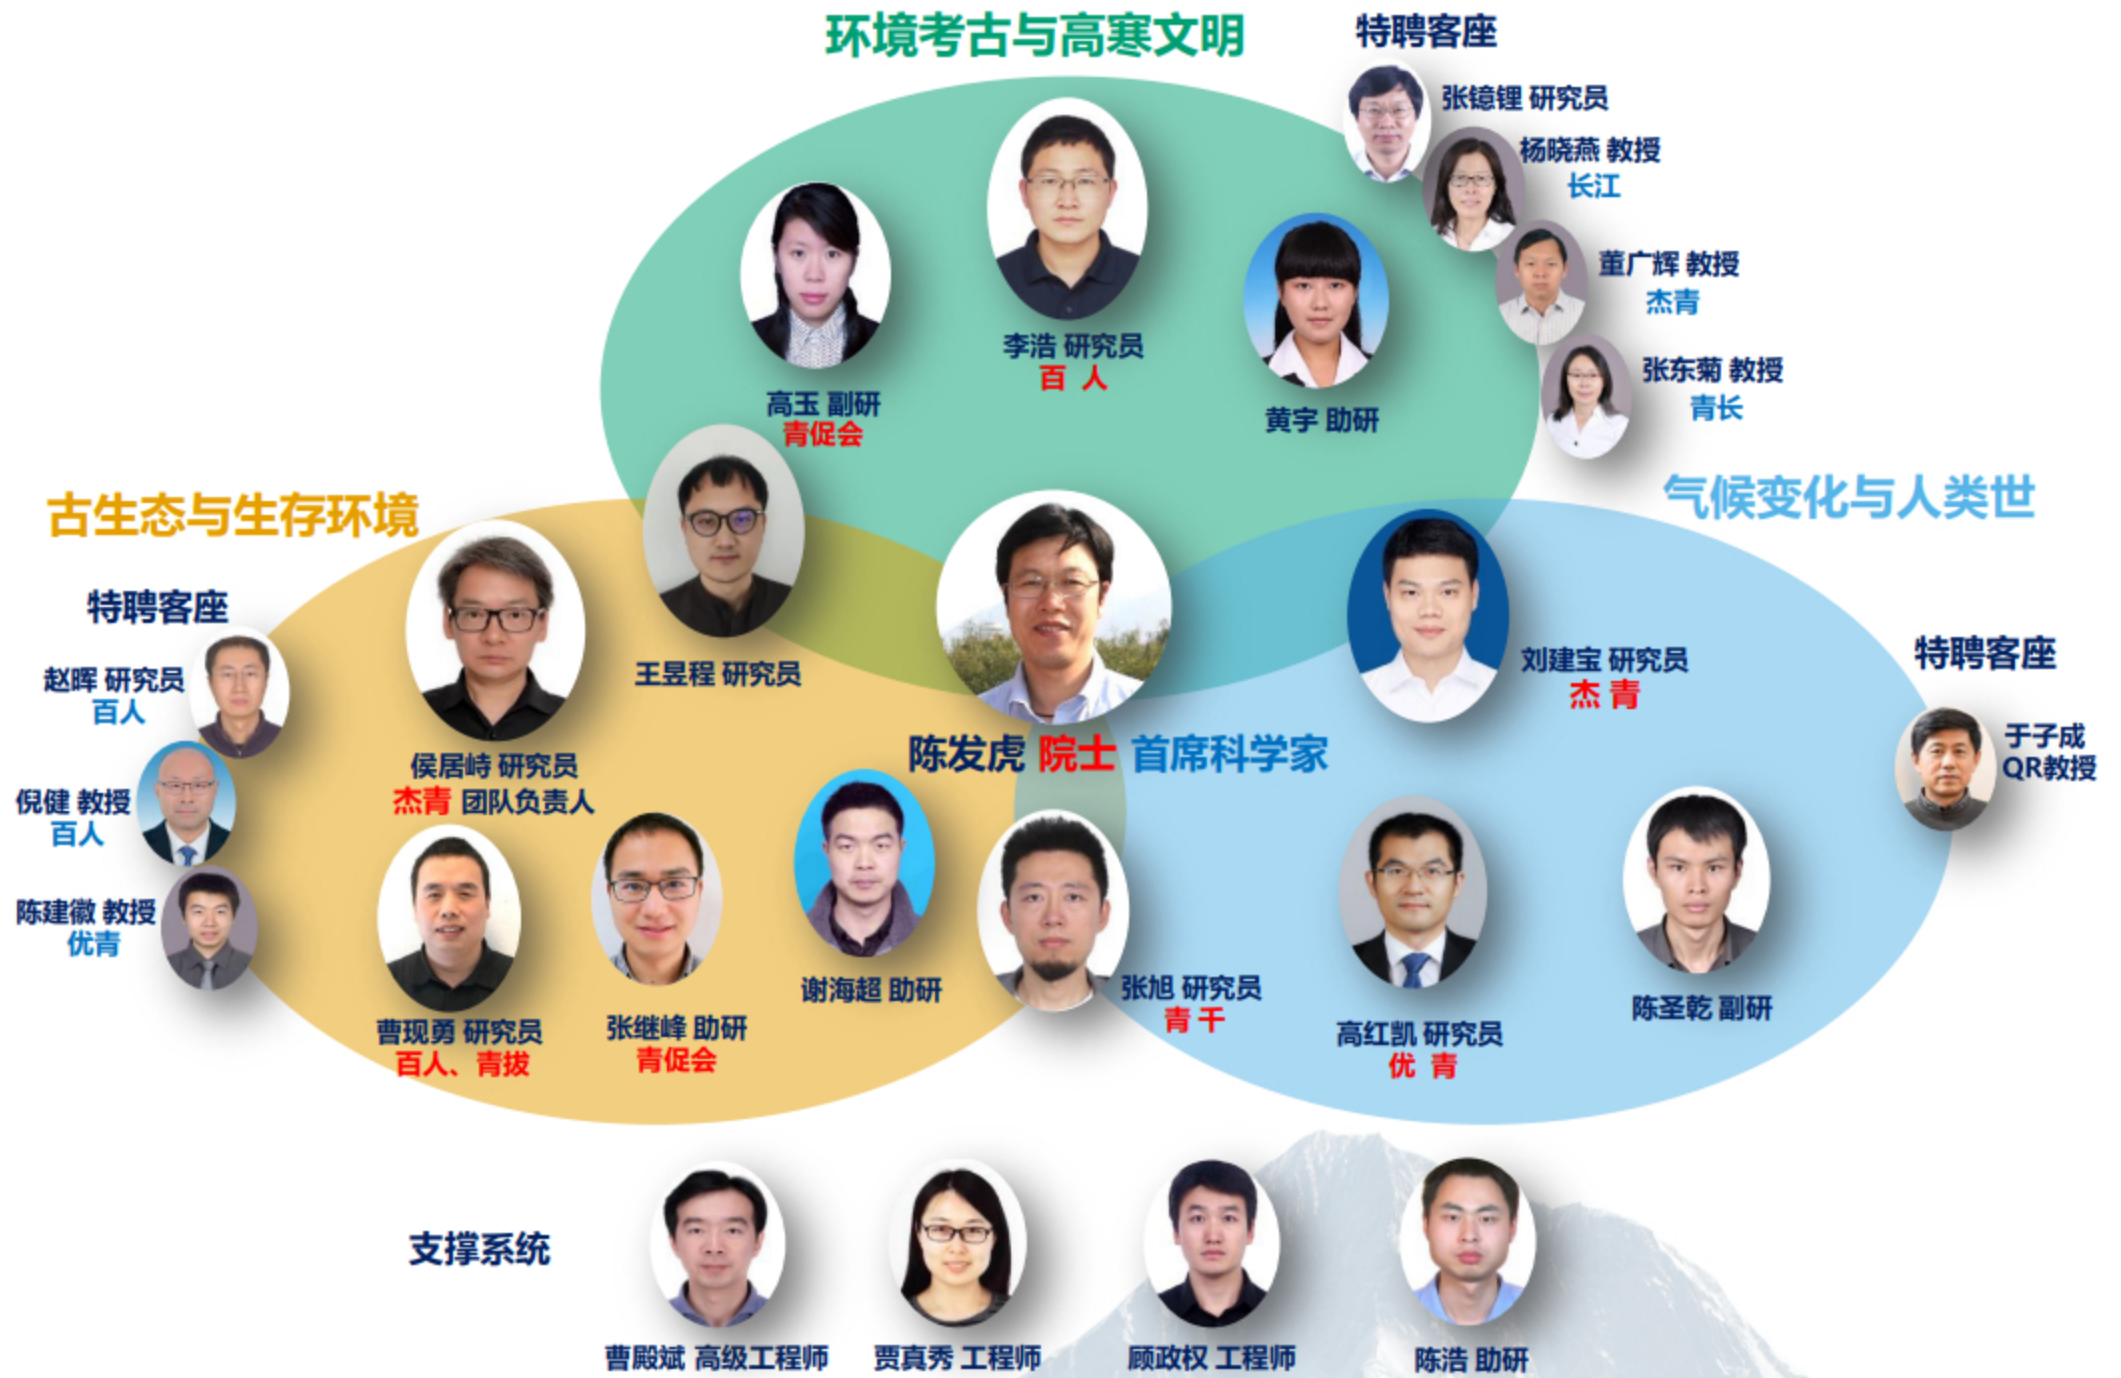 环境考古与高寒文明
特聘客座
张镱锂 研究员
杨晓燕 教授
长江
董广辉 教授
杰青
张东菊 教授
青长
李浩 研究员
百 人
高玉 副研
青促会
黄宇 助研
古生态与生存环境
气候变化与人类世
特聘客座
赵晖 研究员
百人
倪健 教授
百人
陈建徽 教授
优青
王昱程 研究员
侯居峙 研究员
杰青 团队负责人
陈发虎 院士 首席科学家
刘建宝 研究员
杰 青
特聘客座
于子成
QR教授
曹现勇 研究员
百人、青拔
张继峰 助研
青促会
谢海超 助研
张旭 研究员
青 千
高红凯 研究员
优 青
陈圣乾 副研
支撑系统
曹殿斌 高级工程师
贾真秀 工程师
顾政权 工程师
陈浩 助研